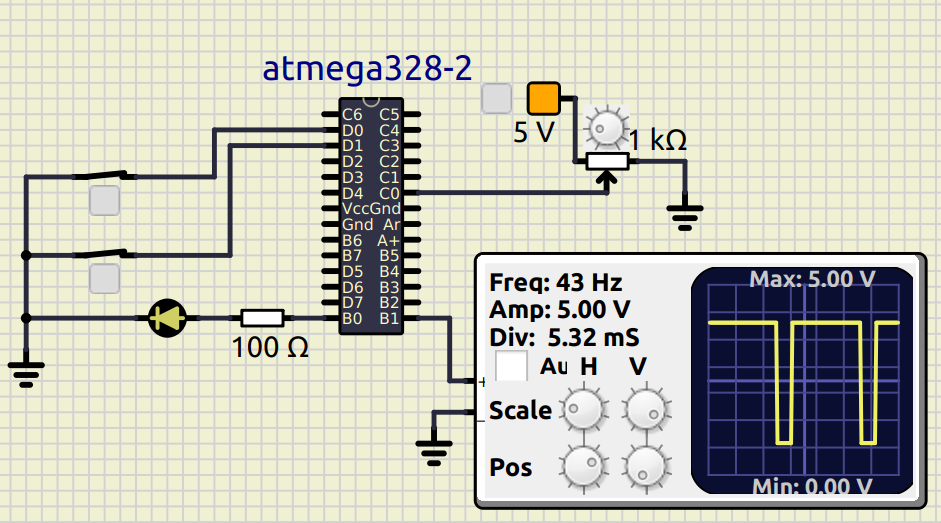 atmega328-2
5 V
1 kΩ
C6 C5
D0 C4
D1 C3
D2 C2
D3 C1
D4 C0
Vcc Gnd
Gnd Ar
B6 A+
B7 B5
D5 B4
D6 B3
D7 B2
B0 B1
100 Ω
Freq: 43 Hz
Amp: 5.00 V
Div: 5.32 mS
Au H V
Scale
Pos
+
_
Max: 5.00 V
Min: 0.00 V